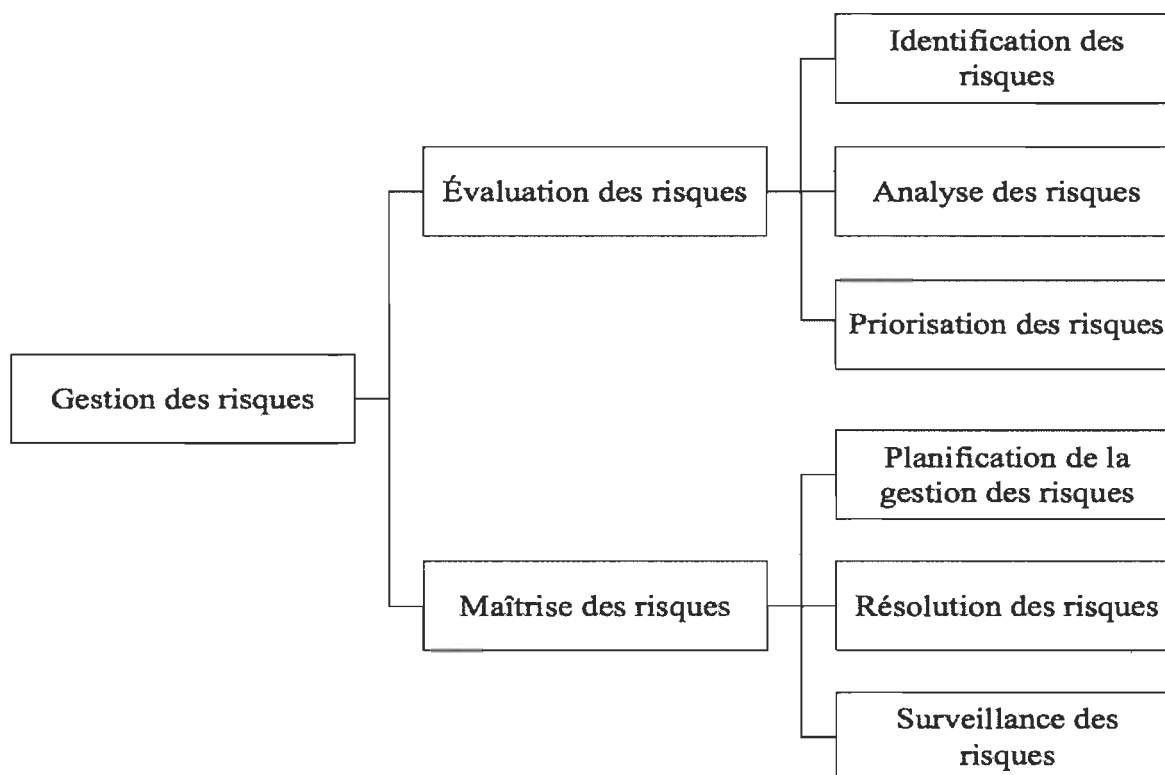 Identification des
risques
Évaluation des risques
Analyse des risques
Priorisation des risques
Gestion des risques
Planification de la
gestion des risques
Maîtrise des risques
Résolution des risques
Surveillance des
risques